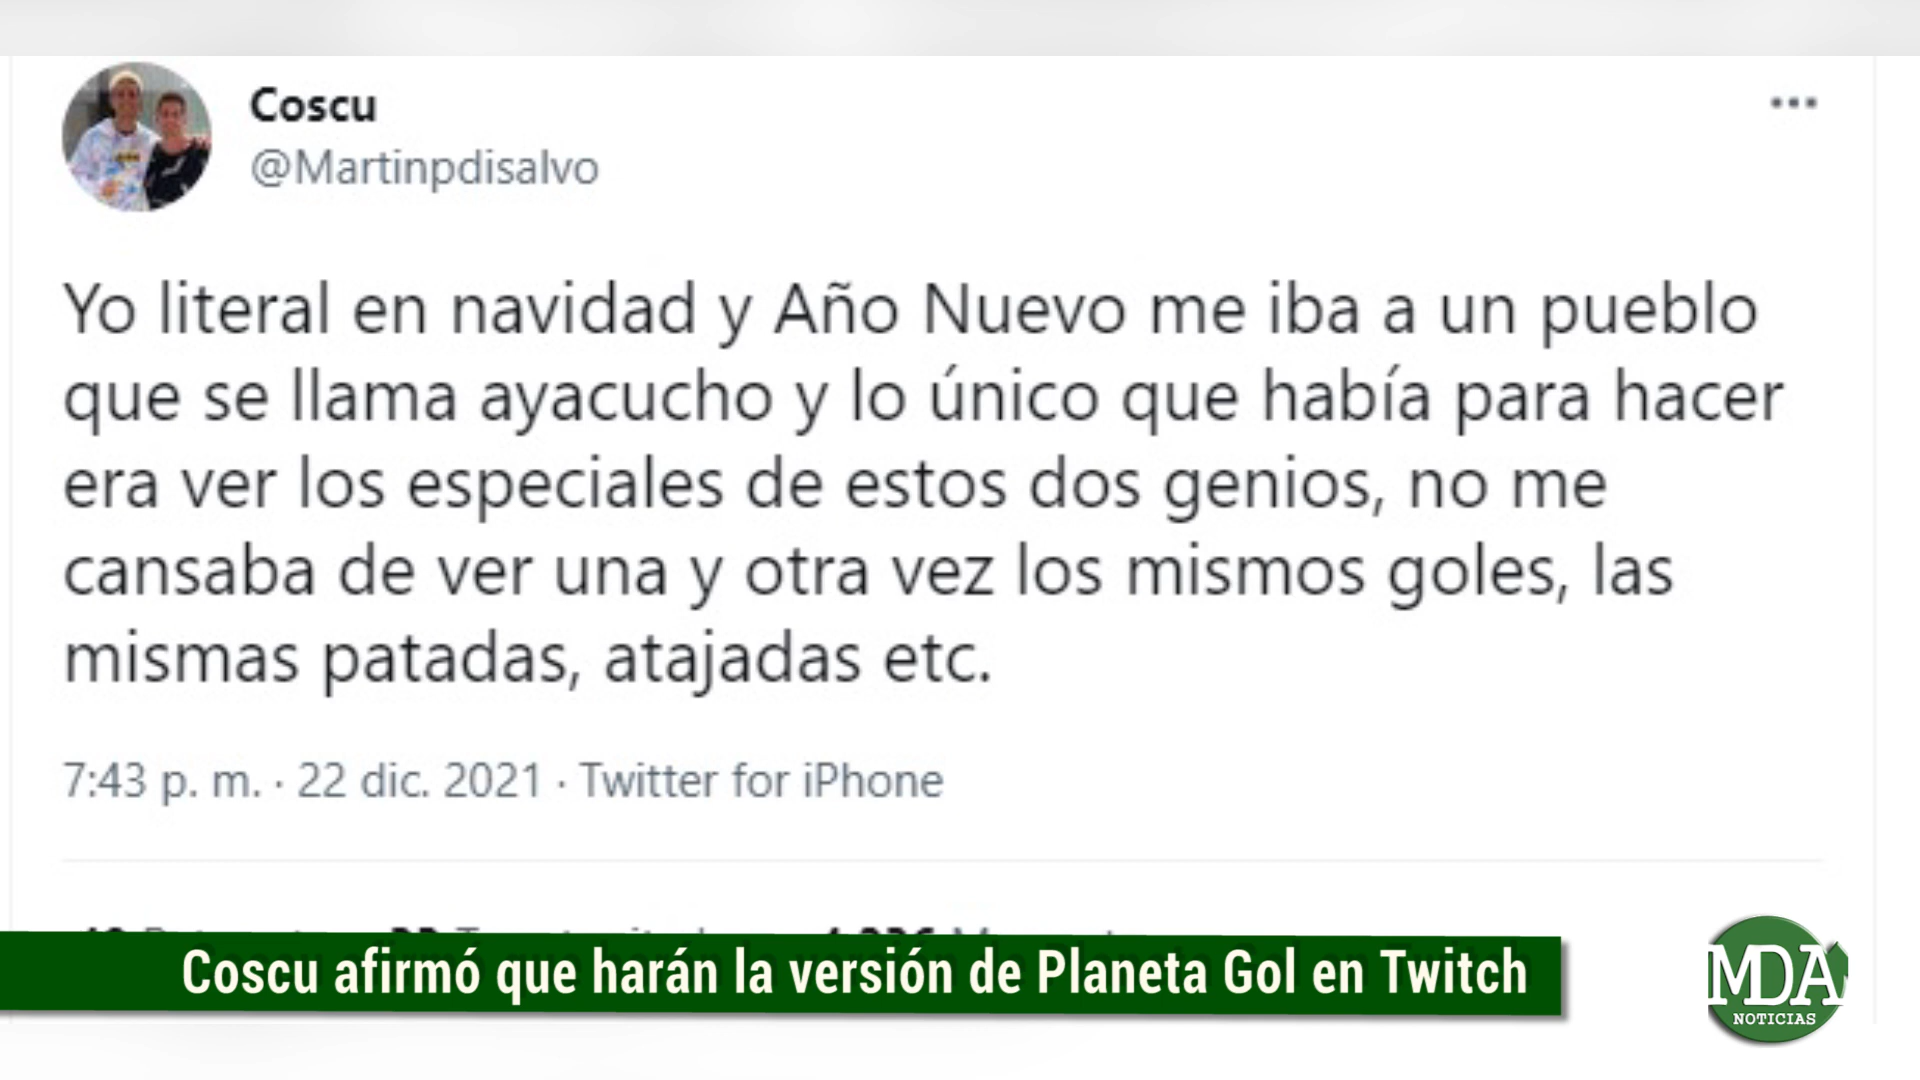 Coscu
@Martinpdisalvo
Yo literal en navidad y Año Nuevo me iba a un pueblo
que se llama ayacucho y lo único que había para hacer
era ver los especiales de estos dos genios, no me
cansaba de ver una y otra vez los mismos goles, las
mismas patadas, atajadas etc.
7:43 p. m. · 22 dic. 2021 · Twitter for iPhone
Coscu afirmó que harán la versión de Planeta Gol en Twitch
MDA
NOTICIAS